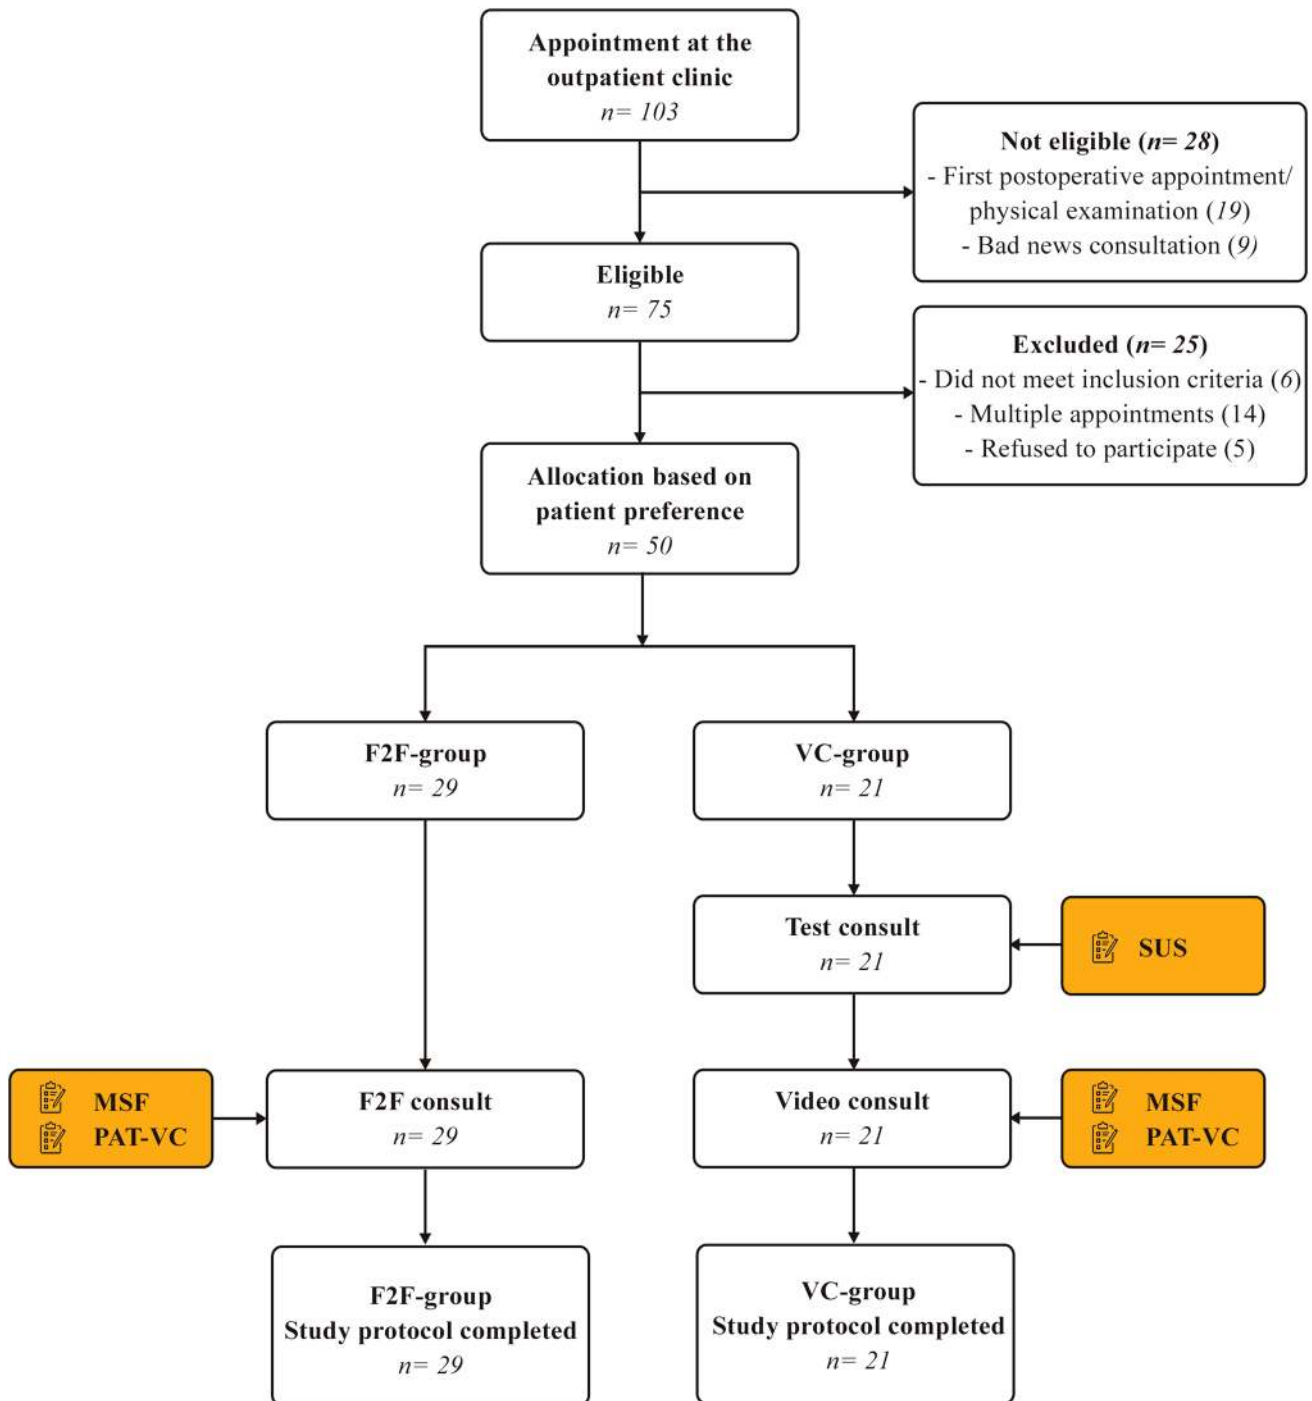 Appointment at the
outpatient clinic
n= 103
Not eligible (n= 28)
- First postoperative appointment/
physical examination (19)
- Bad news consultation (9)
Eligible
n= 75
Excluded (n= 25)
- Did not meet inclusion criteria (6)
- Multiple appointments (14)
- Refused to participate (5)
Allocation based on
patient preference
n= 50
F2F-group
n= 29
VC-group
n= 21
Test consult
n= 21
SUS
MSF
PAT-VC
F2F consult
n= 29
Video consult
n= 21
MSF
PAT-VC
F2F-group
Study protocol completed
n= 29
VC-group
Study protocol completed
n= 21